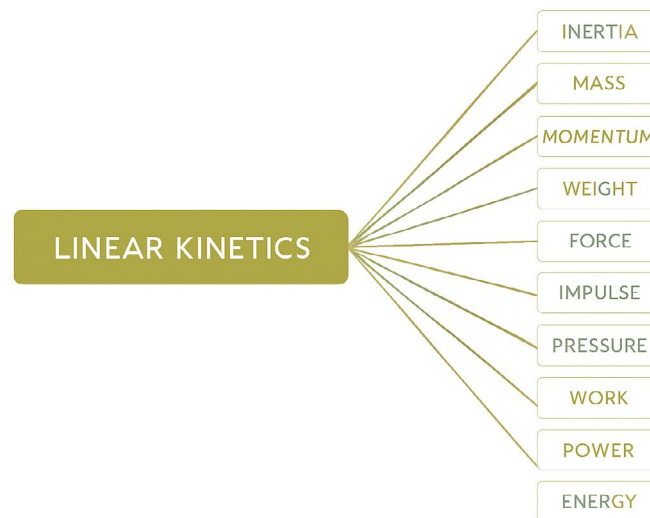 INERTIA
MASS
MOMENTUM
WEIGHT
LINEAR KINETICS
FORCE
IMPULSE
PRESSURE
WORK
POWER
ENERGY